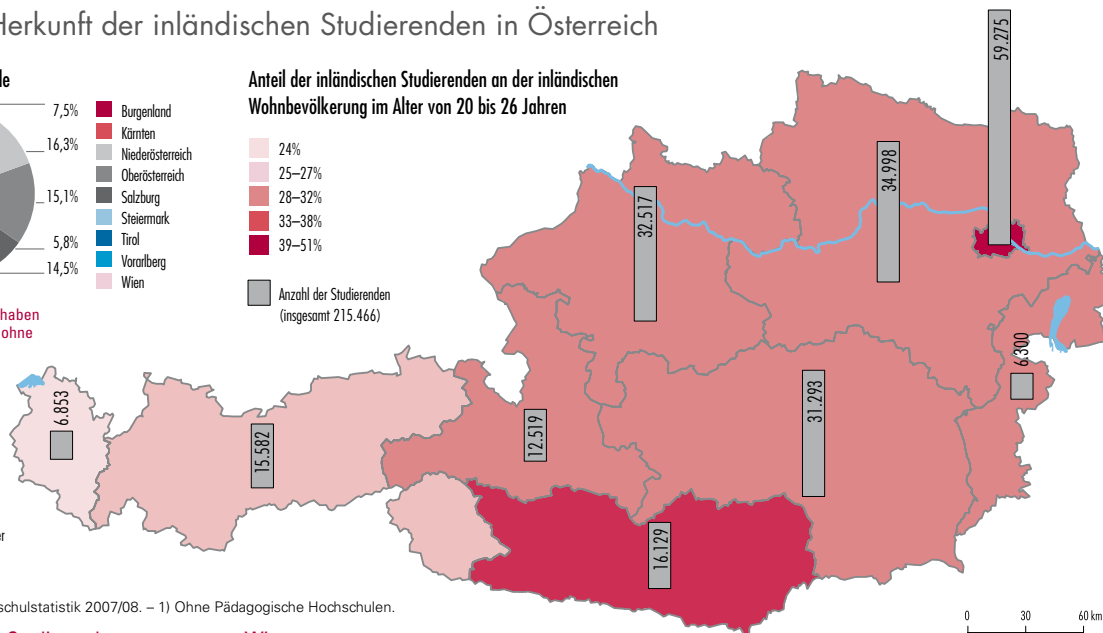 Herkunft der inländischen Studierenden in Österreich
7,5%
16,3%
15,1%
5,8%
14,5%
Burgenland
Kärnten
Niederösterreich
Oberösterreich
Salzburg
Steiermark
Tirol
Vorarlberg
Wien
haben
ohne
Anteil der inländischen Studierenden an der inländischen
Wohnbevölkerung im Alter von 20 bis 26 Jahren
24%
25–27%
28–32%
33–38%
39–51%
Anzahl der Studierenden
(insgesamt 215.466)
59.275
34.998
32.517
6.300
31.293
12.519
15.582
6.853
16.129
schulstatistik 2007/08. – 1) Ohne Pädagogische Hochschulen.
0 30 60 km